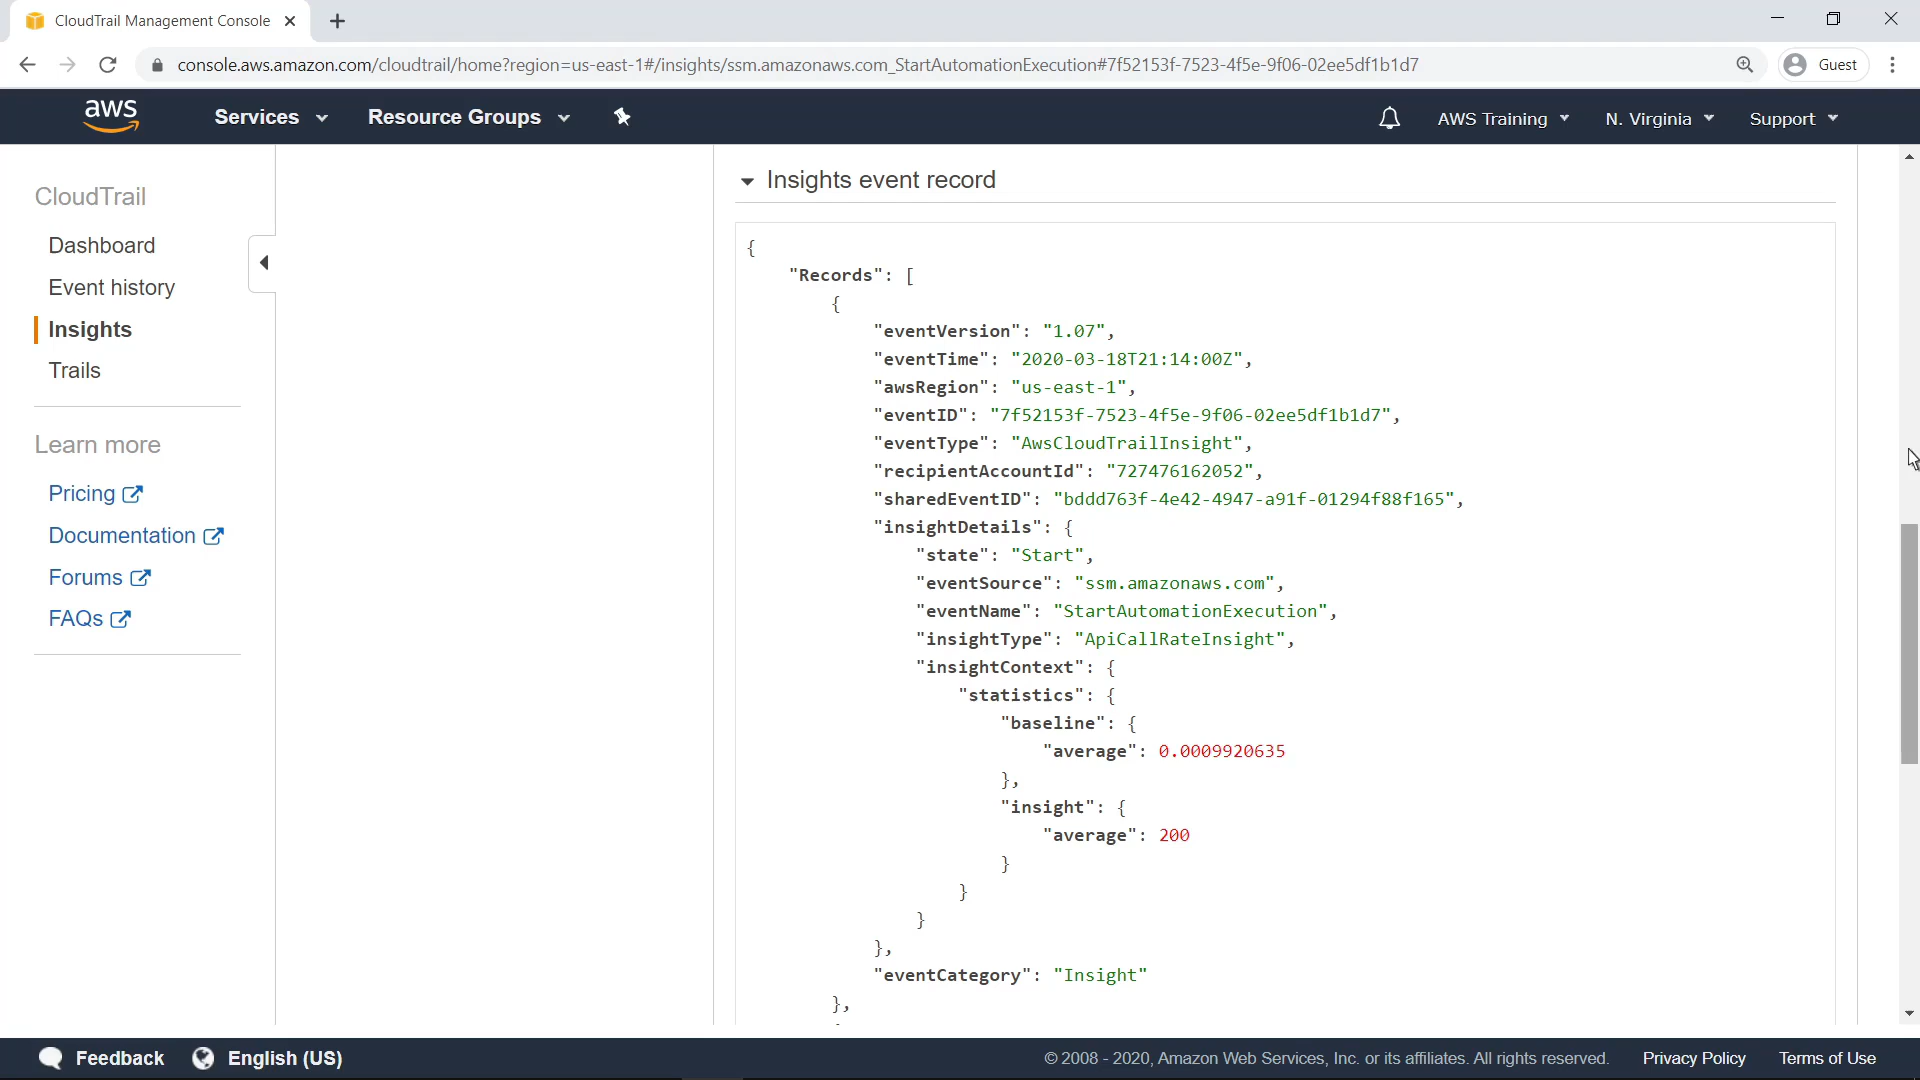 CloudTrail Management Console
console.aws.amazon.com/cloudtrail/home?region=us-east-1#/insights/ssm.amazonaws.com_StartAutomationExecution#7f52153f-7523-4f5e-9f06-02ee5df1b1d7
Guest
aws
Services
Resource Groups
AWS Training
N. Virginia
Support
CloudTrail
Dashboard
Event history
Insights
Trails
Learn more
Pricing
Documentation
Forums
FAQs
Insights event record
{
"Records": [
{
"eventVersion": "1.07",
"eventTime": "2020-03-18T21:14:00Z",
"awsRegion": "us-east-1",
"eventID": "7f52153f-7523-4f5e-9f06-02ee5df1b1d7",
"eventType": "AwsCloudTrailInsight",
"recipientAccountId": "727476162052",
"sharedEventID": "bddd763f-4e42-4947-a91f-01294f88f165",
"insightDetails": {
"state": "Start",
"eventSource": "ssm.amazonaws.com",
"eventName": "StartAutomationExecution",
"insightType": "ApiCallRateInsight",
"insightContext": {
"statistics": {
"baseline": {
"average": 0.0009920635
},
"insight": {
"average": 200
}
}
}
},
"eventCategory": "Insight"
},
Feedback
English (US)
© 2008 - 2020, Amazon Web Services, Inc. or its affiliates. All rights reserved.
Privacy Policy
Terms of Use